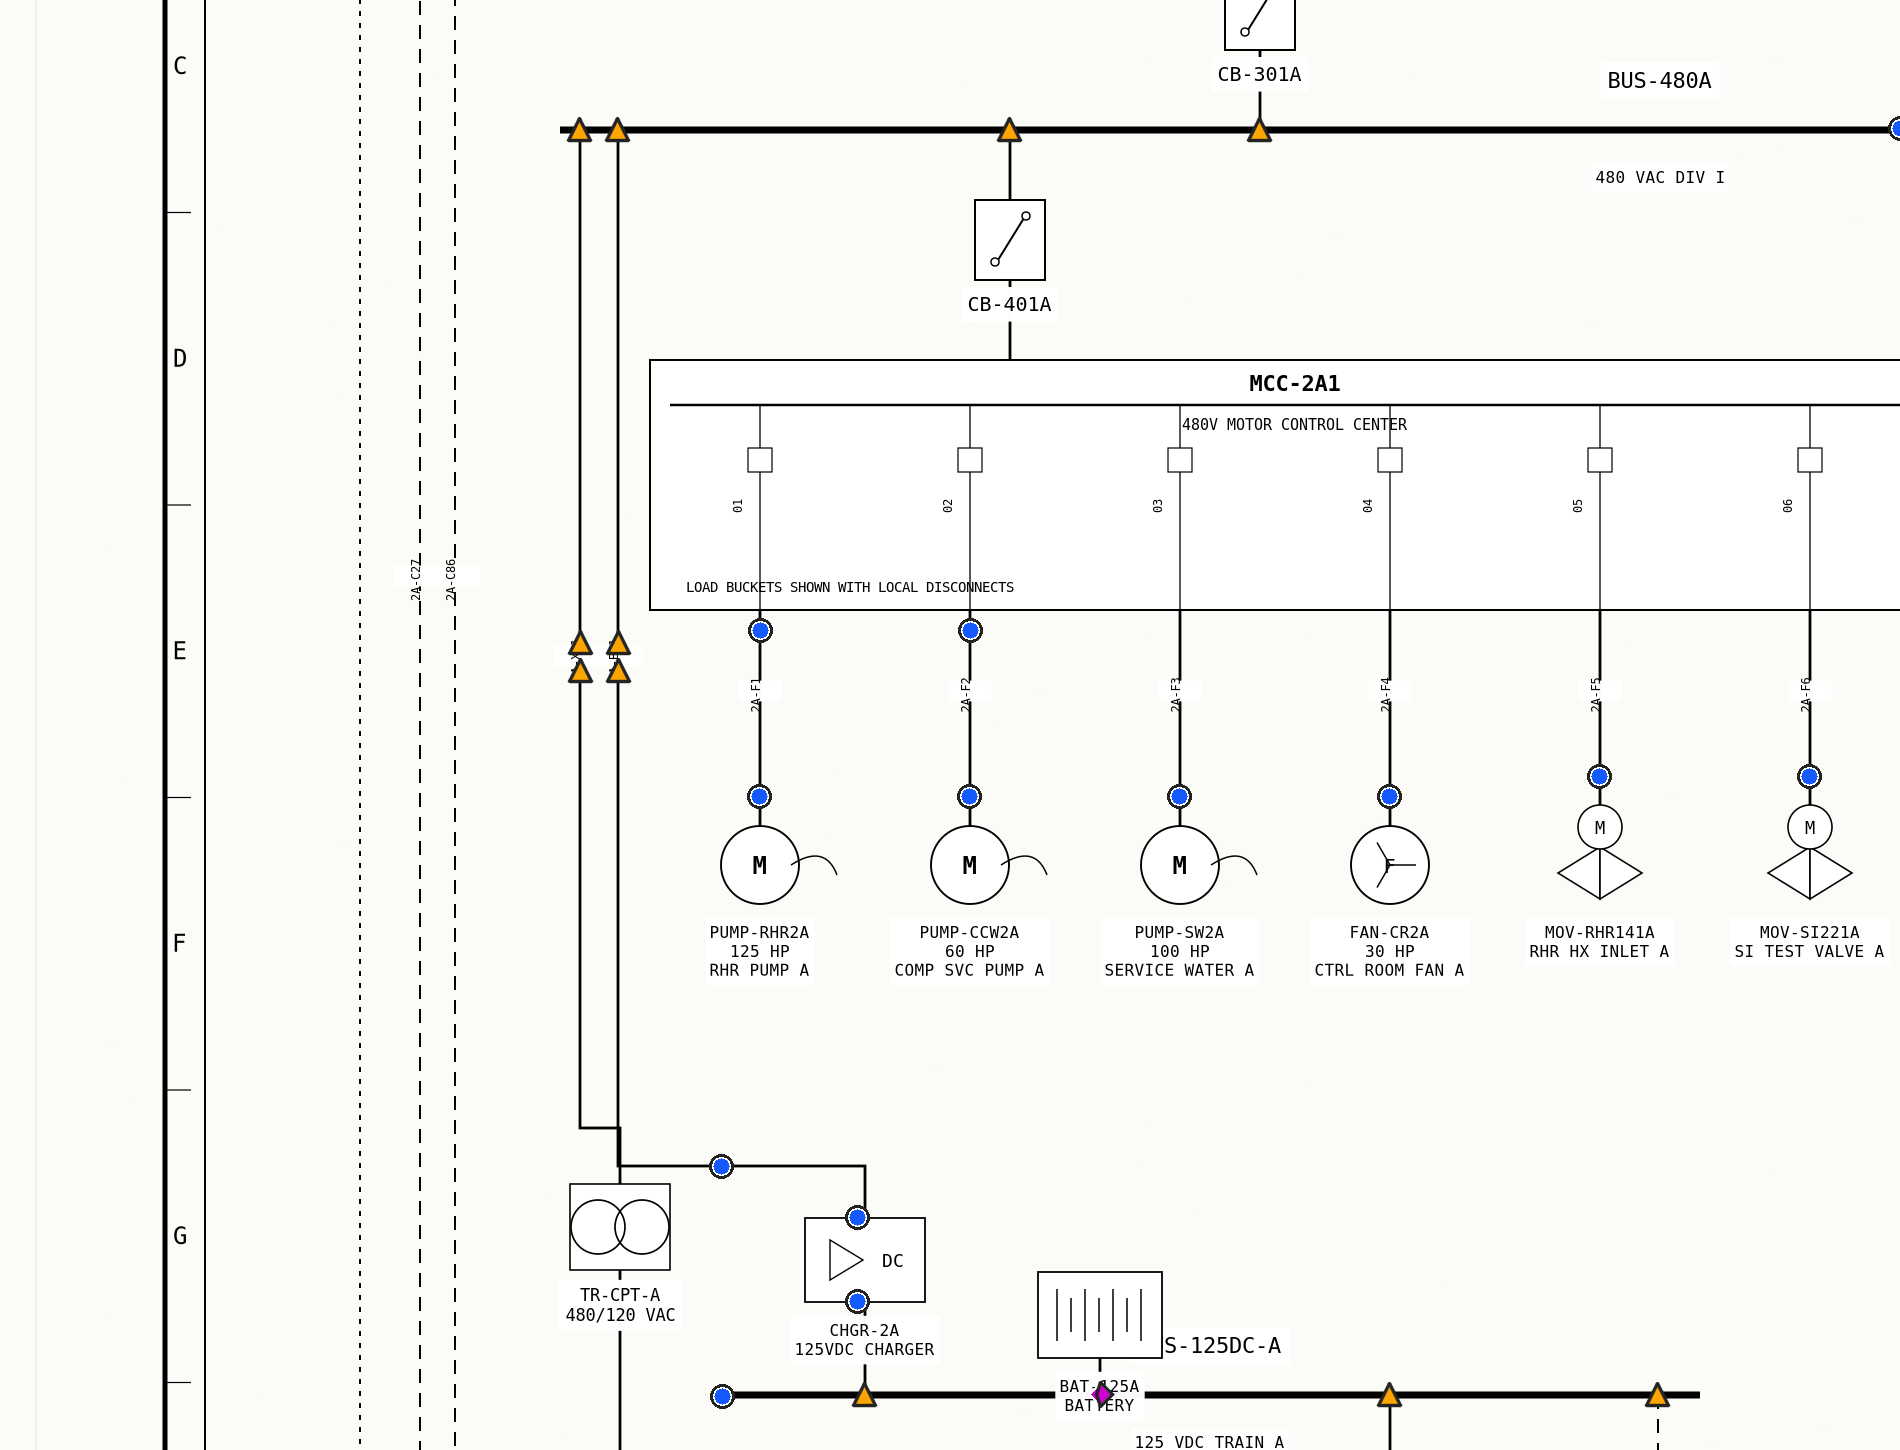 C
CB-301A
BUS-480A
480 VAC DIV I
CB-401A
D
MCC-2A1
480V MOTOR CONTROL CENTER
01
02
03
04
05
06
2A-C27
2A-C86
LOAD BUCKETS SHOWN WITH LOCAL DISCONNECTS
E
2A-F1
2A-F2
2A-F3
2A-F4
2A-F5
2A-F6
M
M
M
M
M
F
PUMP-RHR2A
125 HP
RHR PUMP A
PUMP-CCW2A
60 HP
COMP SVC PUMP A
PUMP-SW2A
100 HP
SERVICE WATER A
FAN-CR2A
30 HP
CTRL ROOM FAN A
MOV-RHR141A
RHR HX INLET A
MOV-SI221A
SI TEST VALVE A
F
G
DC
TR-CPT-A
480/120 VAC
CHGR-2A
125VDC CHARGER
S-125DC-A
BAT-125A
BATTERY
125 VDC TRAIN A